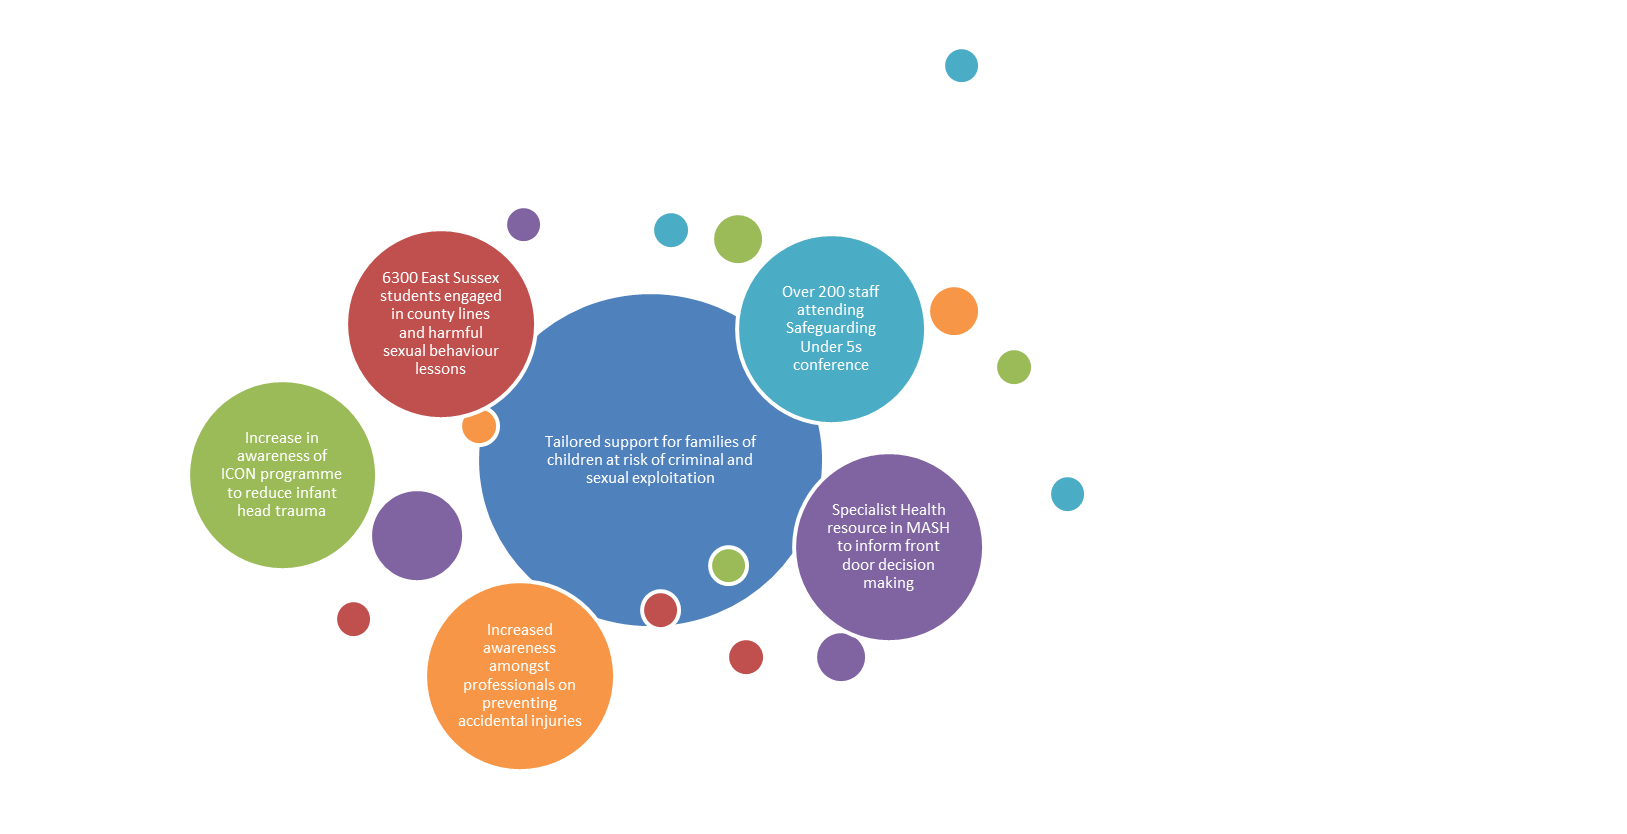 6300 East Sussex
students engaged
in county lines
and harmful
sexual behaviour
lessons
Over 200 staff
attending
Safeguarding
Under 5s
conference
Increase in
awareness of
ICON programme
to reduce infant
head trauma
Tailored support for families of
children at risk of criminal and
sexual exploitation
Specialist Health
resource in MASH
to inform front
door decision
making
Increased
awareness
amongst
professionals on
preventing
accidental injuries